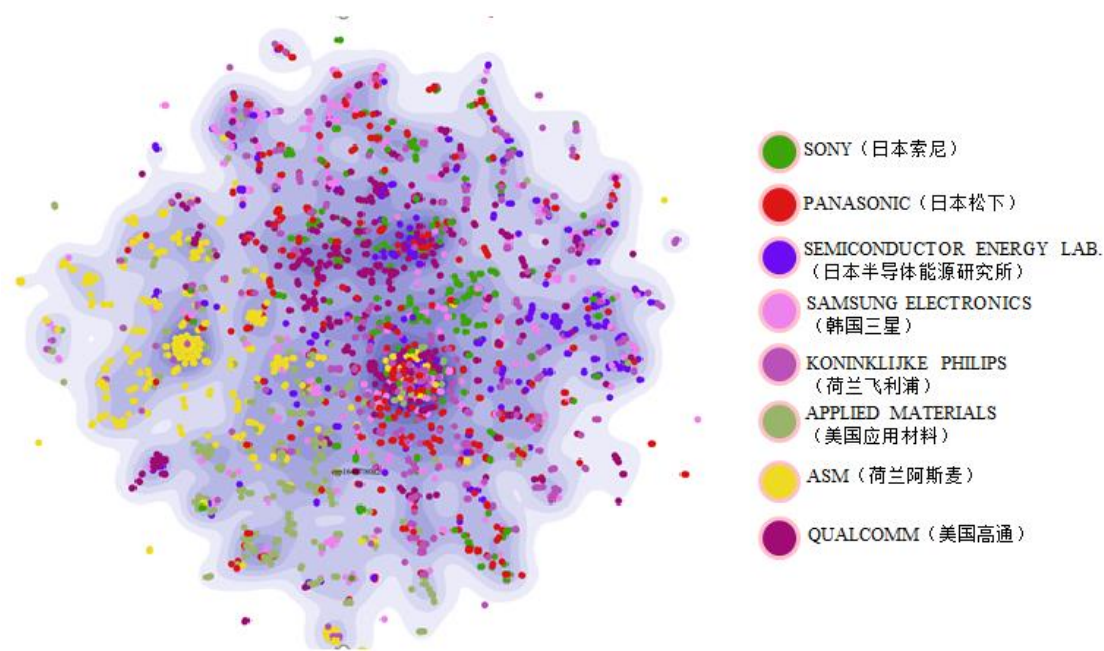 SONY（日本索尼）
PANASONIC（日本松下）
SEMICONDUCTOR ENERGY LAB.
（日本半导体能源研究所）
SAMSUNG ELECTRONICS
（韩国三星）
KONINKLIJKE PHILIPS
（荷兰飞利浦）
APPLIED MATERIALS
（美国应用材料）
ASM（荷兰阿斯麦）
QUALCOMM（美国高通）